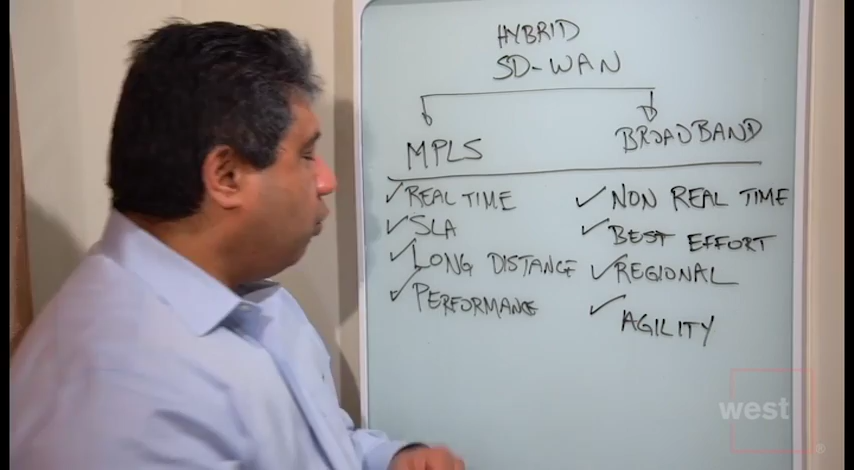 HYBRID
SD-WAN
MPLS
BROADBAND
✓ REAL TIME
✓ SLA
✓ LONG DISTANCE
✓ PERFORMANCE
✓ NON REAL TIME
✓ BEST EFFORT
✓ REGIONAL
✓ AGILITY
west®